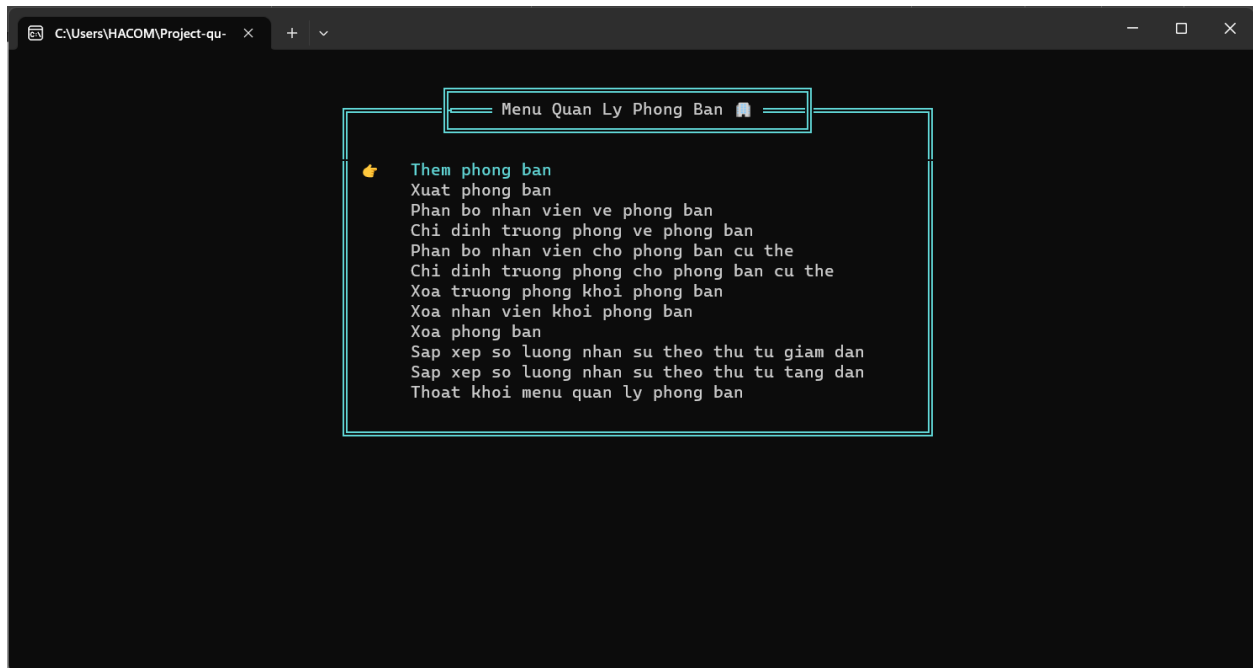 C:\Users\HACOM\Project-qu-
Menu Quan Ly Phong Ban 🏢
👉 Them phong ban
Xuat phong ban
Phan bo nhan vien ve phong ban
Chi dinh truong phong ve phong ban
Phan bo nhan vien cho phong ban cu the
Chi dinh truong phong cho phong ban cu the
Xoa truong phong khoi phong ban
Xoa nhan vien khoi phong ban
Xoa phong ban
Sap xep so luong nhan su theo thu tu giam dan
Sap xep so luong nhan su theo thu tu tang dan
Thoat khoi menu quan ly phong ban